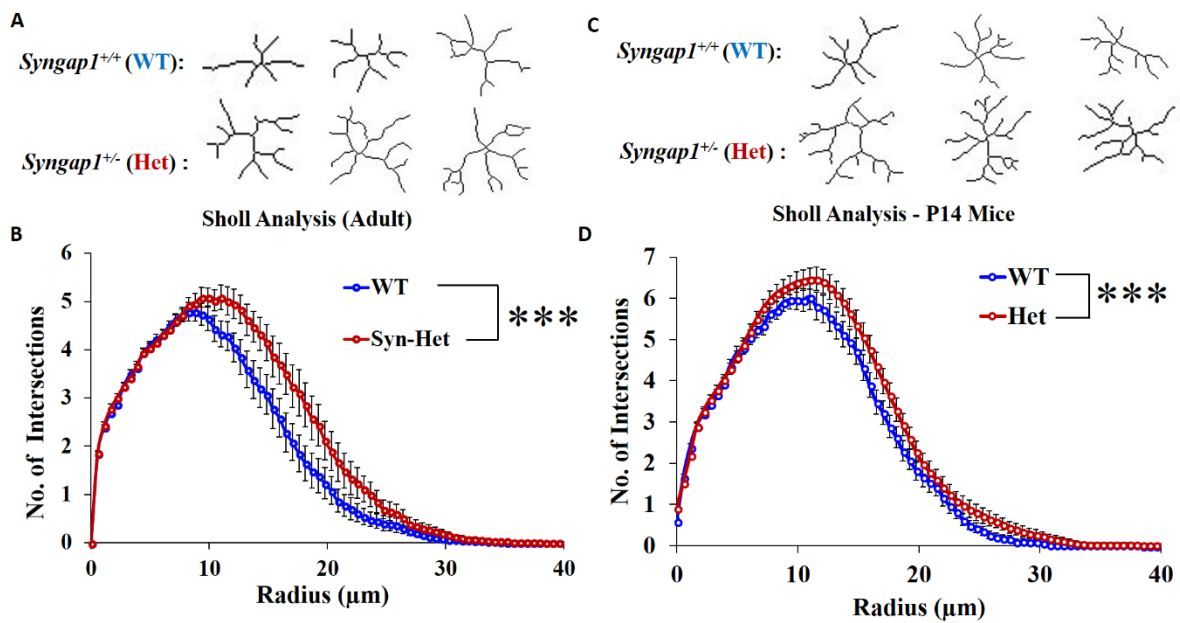 A
Syngap1+/+ (WT):
Syngap1+/- (Het) :
Sholl Analysis (Adult)
B
6
5
4
3
2
1
0
No. of Intersections
WT
Syn-Het
***
0 10 20 30 40
Radius (µm)
C
Syngap1+/+ (WT):
Syngap1+/- (Het) :
Sholl Analysis - P14 Mice
D
7
6
5
4
3
2
1
0
No. of Intersections
WT
Het
***
0 10 20 30 40
Radius (µm)